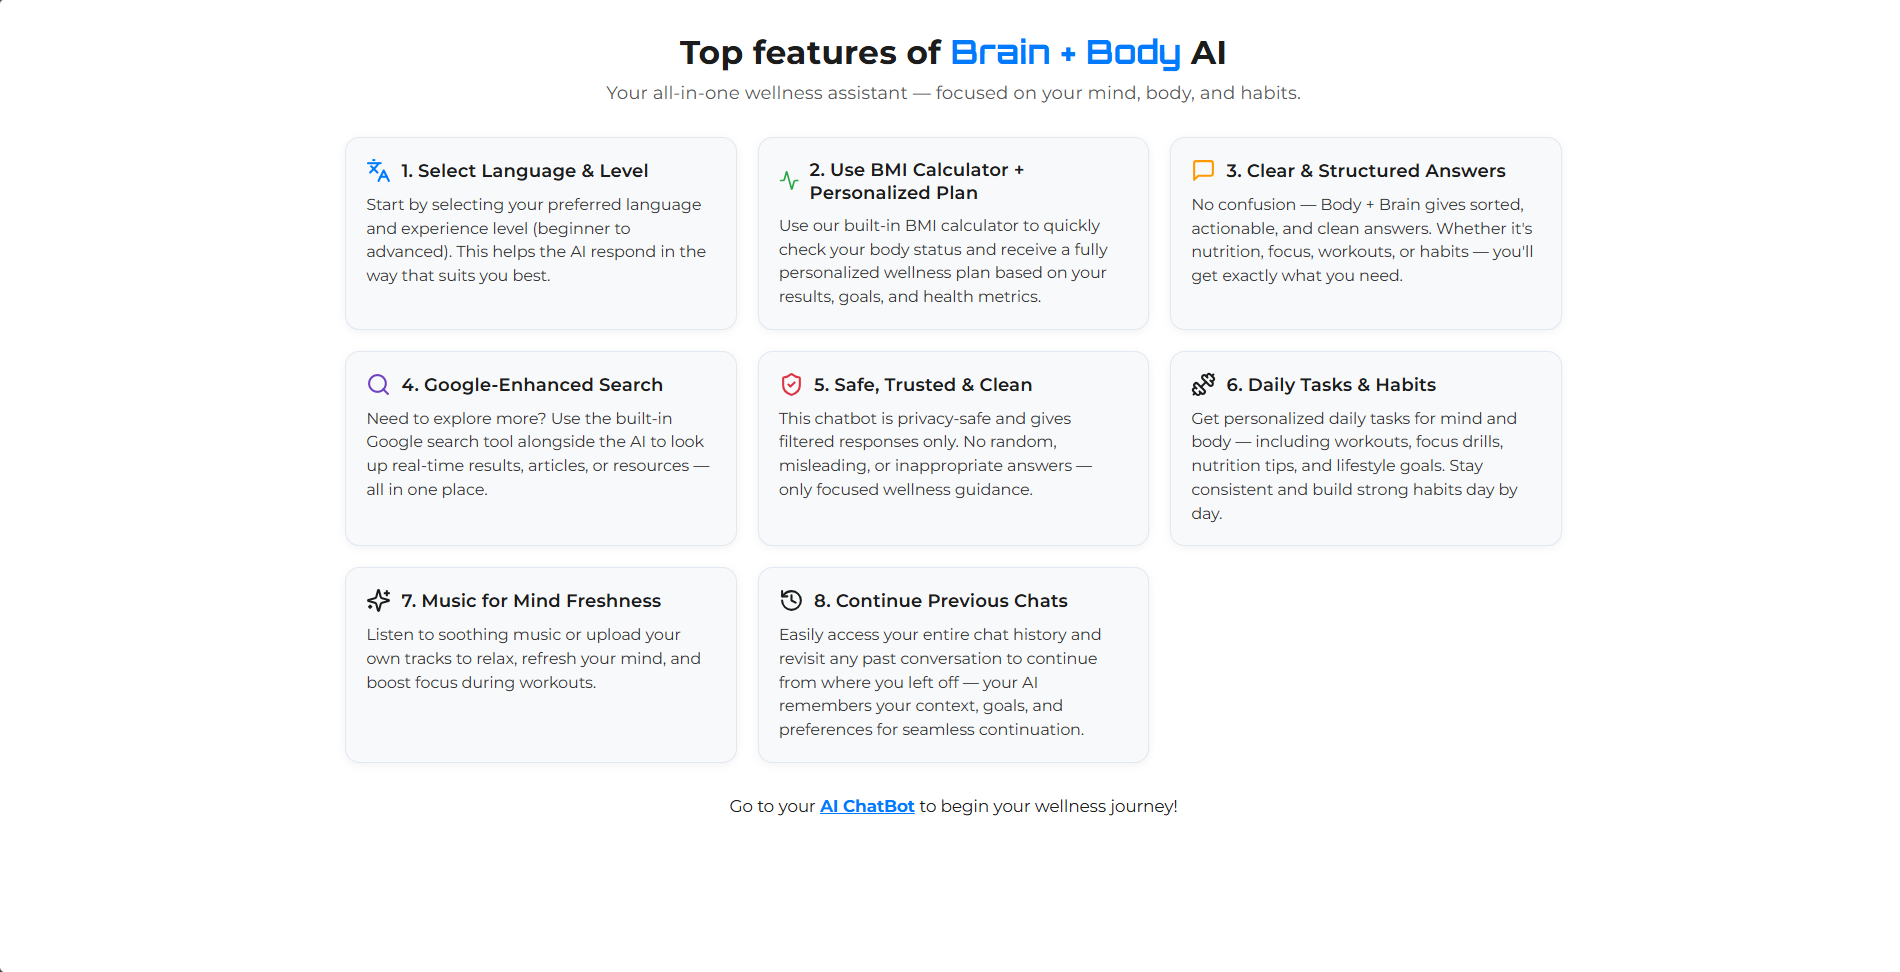 Top features of Brain + Body AI
Your all-in-one wellness assistant — focused on your mind, body, and habits.
1. Select Language & Level
Start by selecting your preferred language
and experience level (beginner to
advanced). This helps the AI respond in the
way that suits you best.
2. Use BMI Calculator +
Personalized Plan
Use our built-in BMI calculator to quickly
check your body status and receive a fully
personalized wellness plan based on your
results, goals, and health metrics.
3. Clear & Structured Answers
No confusion — Body + Brain gives sorted,
actionable, and clean answers. Whether it's
nutrition, focus, workouts, or habits — you'll
get exactly what you need.
4. Google-Enhanced Search
Need to explore more? Use the built-in
Google search tool alongside the AI to look
up real-time results, articles, or resources —
all in one place.
5. Safe, Trusted & Clean
This chatbot is privacy-safe and gives
filtered responses only. No random,
misleading, or inappropriate answers —
only focused wellness guidance.
6. Daily Tasks & Habits
Get personalized daily tasks for mind and
body — including workouts, focus drills,
nutrition tips, and lifestyle goals. Stay
consistent and build strong habits day by
day.
7. Music for Mind Freshness
Listen to soothing music or upload your
own tracks to relax, refresh your mind, and
boost focus during workouts.
8. Continue Previous Chats
Easily access your entire chat history and
revisit any past conversation to continue
from where you left off — your AI
remembers your context, goals, and
preferences for seamless continuation.
Go to your AI ChatBot to begin your wellness journey!